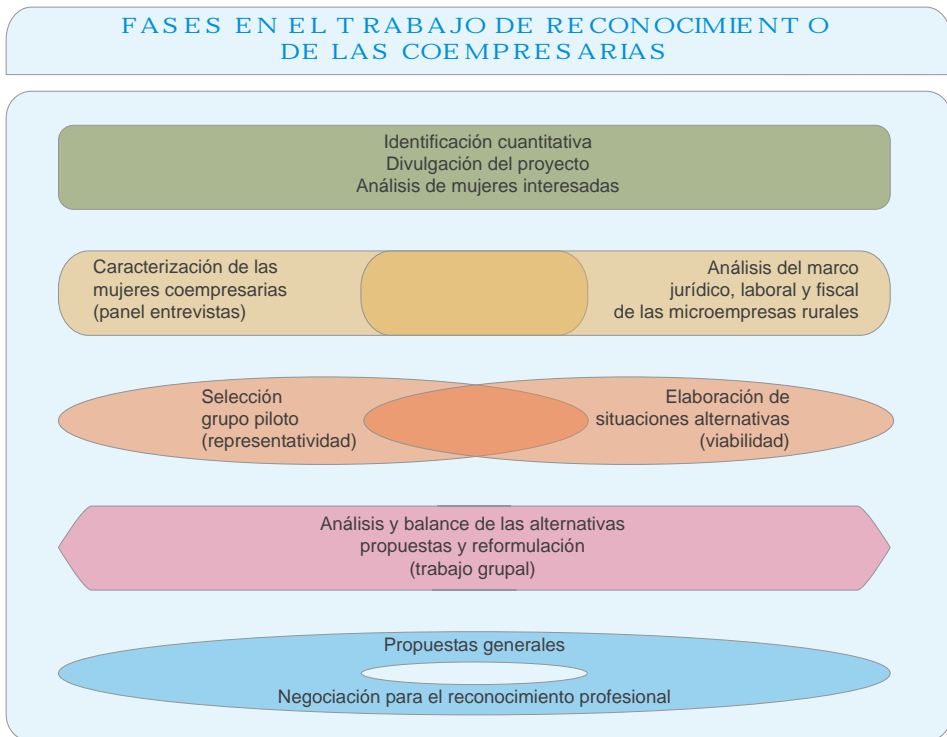 FASES EN EL TRABAJO DE RECONOCIMIENTO
DE LAS COEMPRESARIAS
Identificación cuantitativa
Divulgación del proyecto
Análisis de mujeres interesadas
Caracterización de las
mujeres coempresarias
(panel entrevistas)
Análisis del marco
jurídico, laboral y fiscal
de las microempresas rurales
Selección
grupo piloto
(representatividad)
Elaboración de
situaciones alternativas
(viabilidad)
Análisis y balance de las alternativas
propuestas y reformulación
(trabajo grupal)
Propuestas generales
Negociación para el reconocimiento profesional